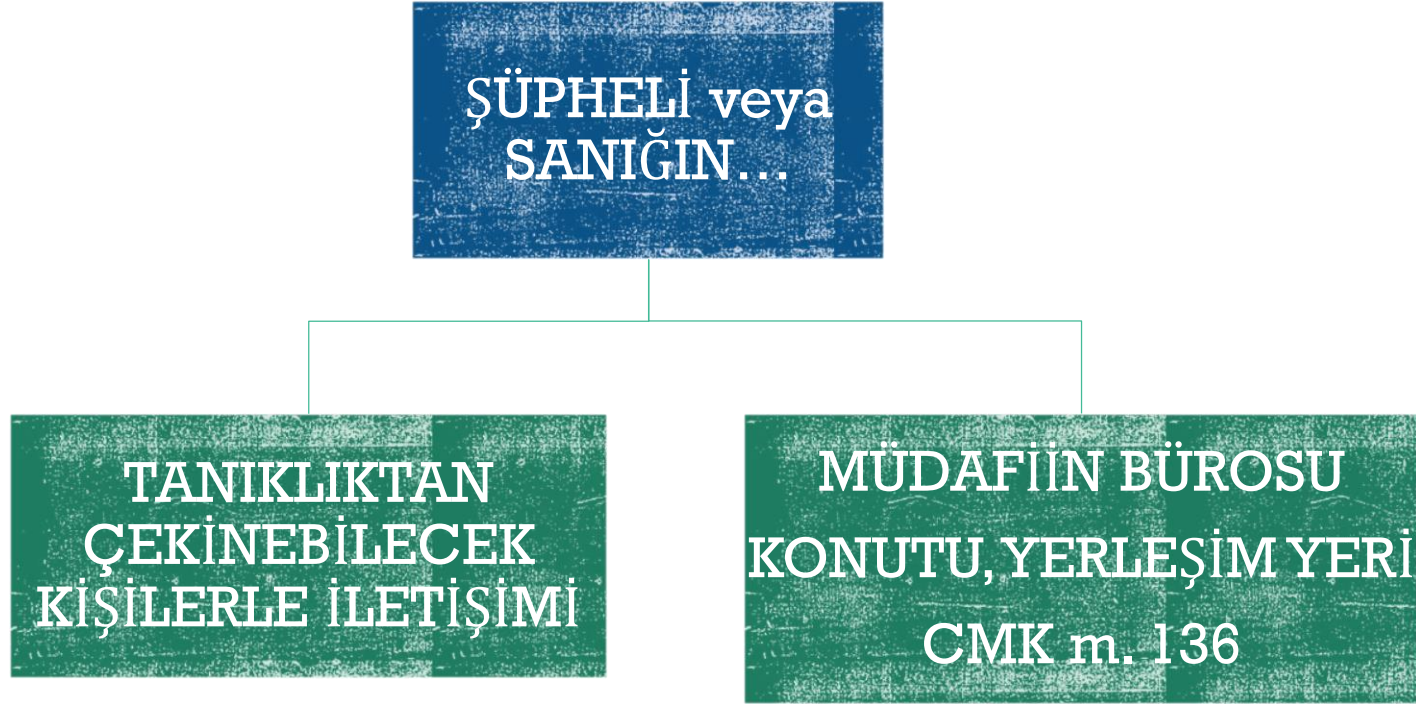 ŞÜPHELİ veya
SANIĞIN...
TANIKLIKTAN
ÇEKİNEBİLECEK
KİŞİLERLE İLETİŞİMİ
MÜDAFİİN BÜROSU
KONUTU, YERLEŞİM YERİ
CMK m. 136